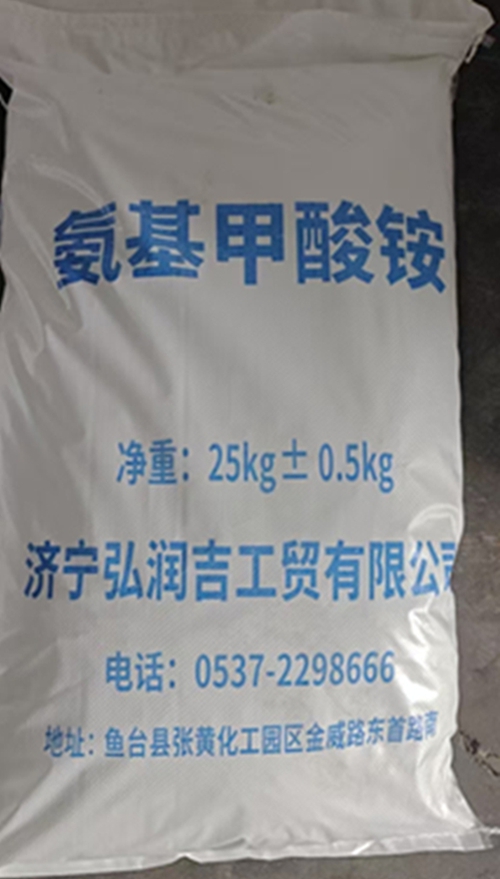 氨基甲酸铵
净重：25kg±0.5kg
济宁弘润吉工贸有限公司
电话：0537-2298666
地址：鱼台县张黄化工园区金威路东首路南